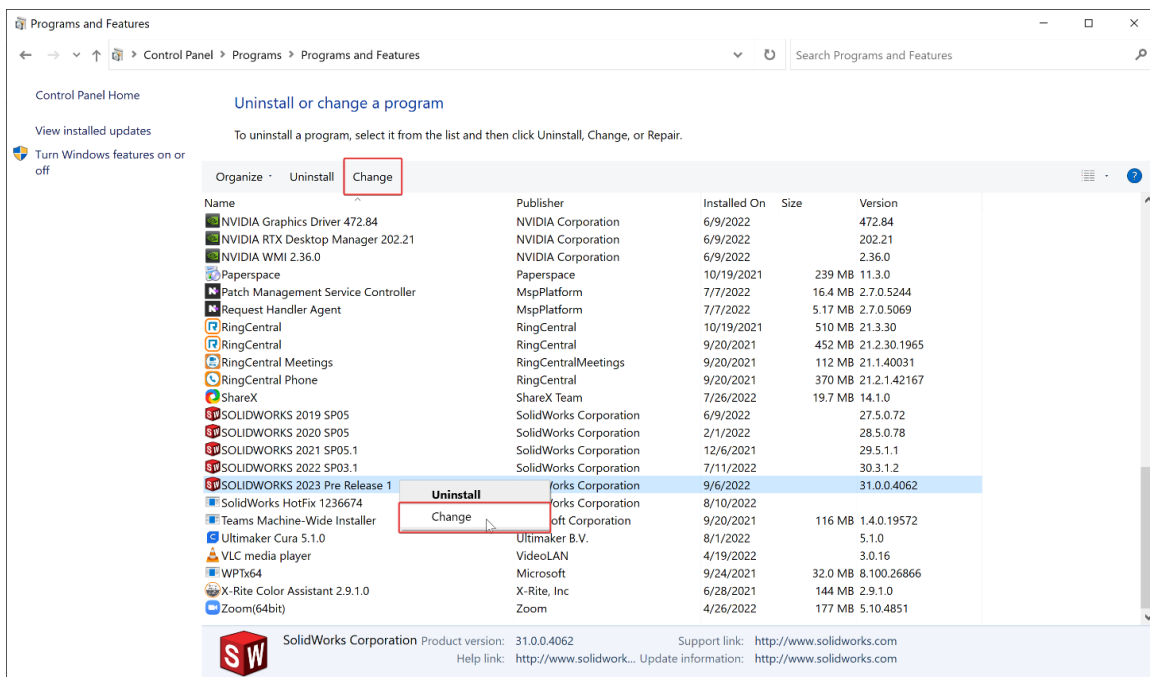 Programs and Features
Control Panel > Programs > Programs and Features
Search Programs and Features
Control Panel Home
View installed updates
Turn Windows features on or
off
Uninstall or change a program
To uninstall a program, select it from the list and then click Uninstall, Change, or Repair.
Organize Uninstall Change
Name Publisher Installed On Size Version
NVIDIA Graphics Driver 472.84 NVIDIA Corporation 6/9/2022 472.84
NVIDIA RTX Desktop Manager 202.21 NVIDIA Corporation 6/9/2022 202.21
NVIDIA WMI 2.36.0 NVIDIA Corporation 6/9/2022 2.36.0
Paperspace Paperspace 10/19/2021 239 MB 11.3.0
Patch Management Service Controller MspPlatform 7/7/2022 16.4 MB 2.7.0.5244
Request Handler Agent MspPlatform 7/7/2022 5.17 MB 2.7.0.5069
RingCentral RingCentral 10/19/2021 510 MB 21.3.30
RingCentral RingCentral 9/20/2021 452 MB 21.2.30.1965
RingCentral Meetings RingCentralMeetings 9/20/2021 112 MB 21.1.40031
RingCentral Phone RingCentral 9/20/2021 370 MB 21.2.1.42167
ShareX ShareX Team 7/26/2022 19.7 MB 14.1.0
SOLIDWORKS 2019 SP05 SolidWorks Corporation 6/9/2022 27.5.0.72
SOLIDWORKS 2020 SP05 SolidWorks Corporation 2/1/2022 28.5.0.78
SOLIDWORKS 2021 SP05.1 SolidWorks Corporation 12/6/2021 29.5.1.1
SOLIDWORKS 2022 SP03.1 SolidWorks Corporation 7/11/2022 30.3.1.2
SOLIDWORKS 2023 Pre Release 1 orks Corporation 9/6/2022 31.0.0.4062
Uninstall
SolidWorks HotFix 1236674 orks Corporation 8/10/2022
Change
Teams Machine-Wide Installer oft Corporation 9/20/2021 116 MB 1.4.0.19572
Ultimaker Cura 5.1.0 Ultimaker B.V. 8/1/2022 5.1.0
VLC media player VideoLAN 4/19/2022 3.0.16
WPTx64 Microsoft 9/24/2021 32.0 MB 8.100.26866
X-Rite Color Assistant 2.9.1.0 X-Rite, Inc 6/28/2021 144 MB 2.9.1.0
Zoom(64bit) Zoom 4/26/2022 177 MB 5.10.4851
SolidWorks Corporation Product version: 31.0.0.4062 Support link: http://www.solidworks.com
Help link: http://www.solidwork... Update information: http://www.solidworks.com